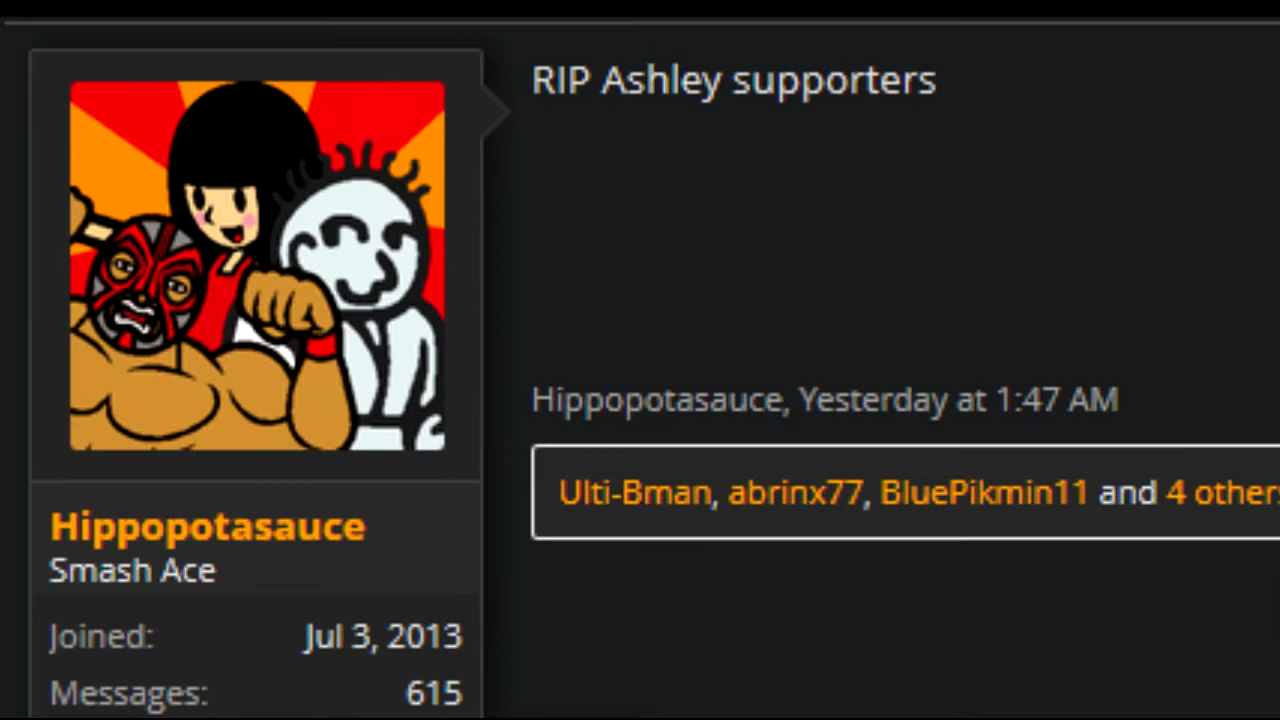 RIP Ashley supporters
Hippopotasauce, Yesterday at 1:47 AM
Ulti-Bman, abrinx77, BluePikmin11 and 4 other
Hippopotasauce
Smash Ace
Joined: Jul 3, 2013
Messages: 615